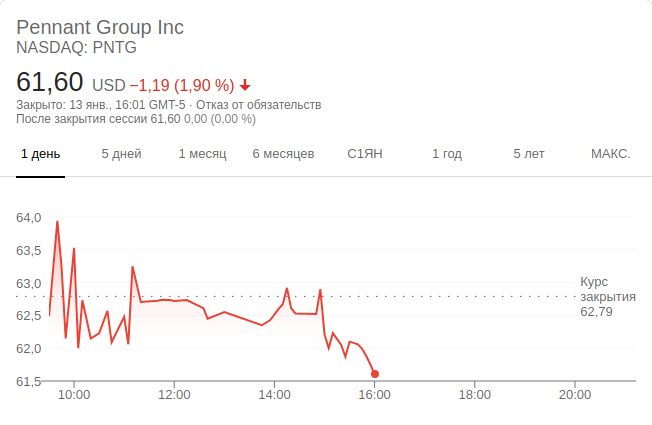 Pennant Group Inc
NASDAQ: PNTG
61,60 USD −1,19 (1,90 %)
Закрыто: 13 янв., 16:01 GMT-5 · Отказ от обязательств
После закрытия сессии 61,60 0,00 (0,00 %)
1 день 5 дней 1 месяц 6 месяцев С1ЯН 1 год 5 лет МАКС.
64,0
63,5
63,0
62,5
62,0
61,5
Курс
закрытия
62,79
10:00 12:00 14:00 16:00 18:00 20:00